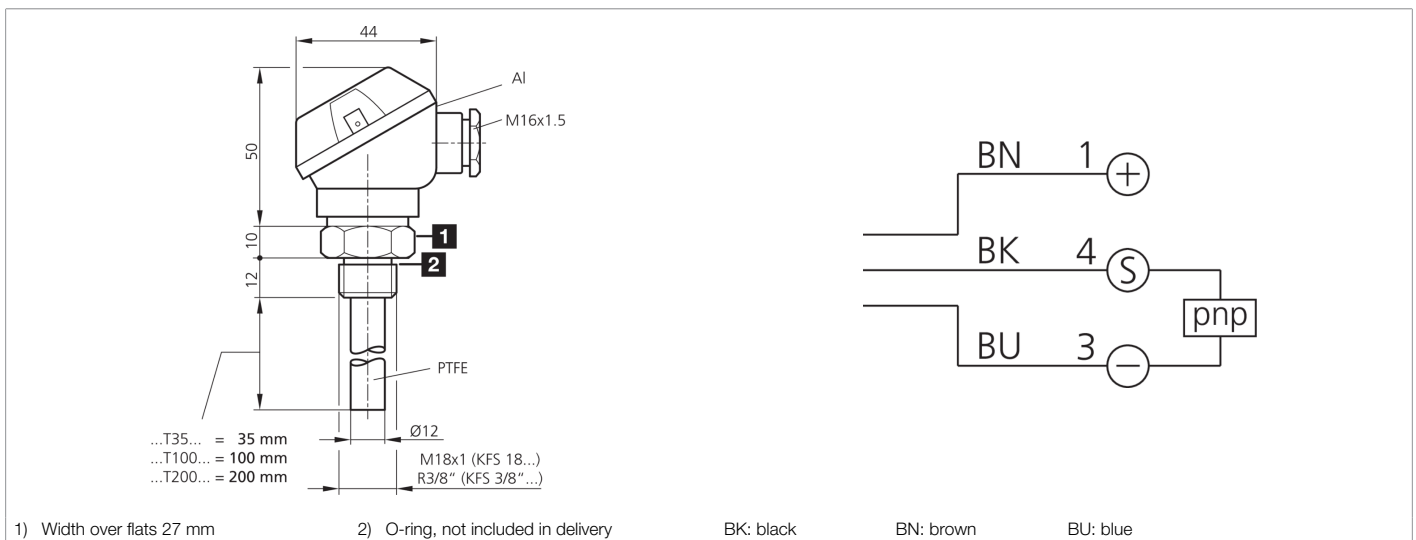 44
Al
M16x1.5
50
10
1
2
12
PTFE
Ø12
...T35... = 35 mm
...T100... = 100 mm
...T200... = 200 mm
M18x1 (KFS 18...)
R3/8“ (KFS 3/8“...)
BN 1 +
BK 4 S
pnp
BU 3 −
1) Width over flats 27 mm
2) O-ring, not included in delivery
BK: black
BN: brown
BU: blue